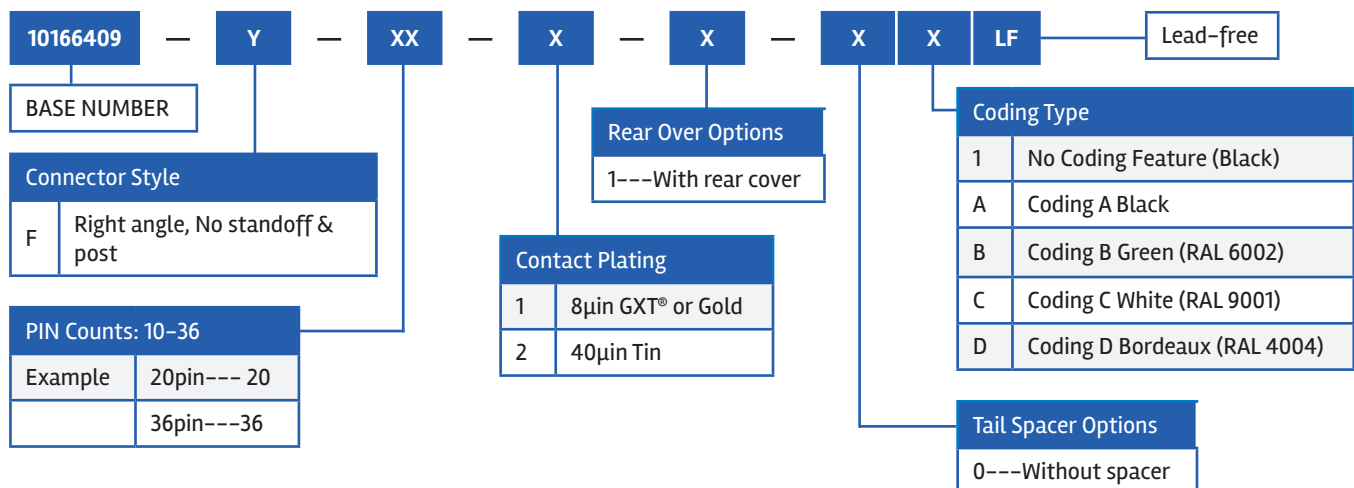 10166409 — Y — XX — X — X — X X LF Lead-free
BASE NUMBER
Connector Style
F Right angle, No standoff &
post
PIN Counts: 10-36
Example 20pin--- 20
36pin---36
Rear Over Options
1---With rear cover
Contact Plating
1 8µin GXT® or Gold
2 40µin Tin
Coding Type
1 No Coding Feature (Black)
A Coding A Black
B Coding B Green (RAL 6002)
C Coding C White (RAL 9001)
D Coding D Bordeaux (RAL 4004)
Tail Spacer Options
0---Without spacer